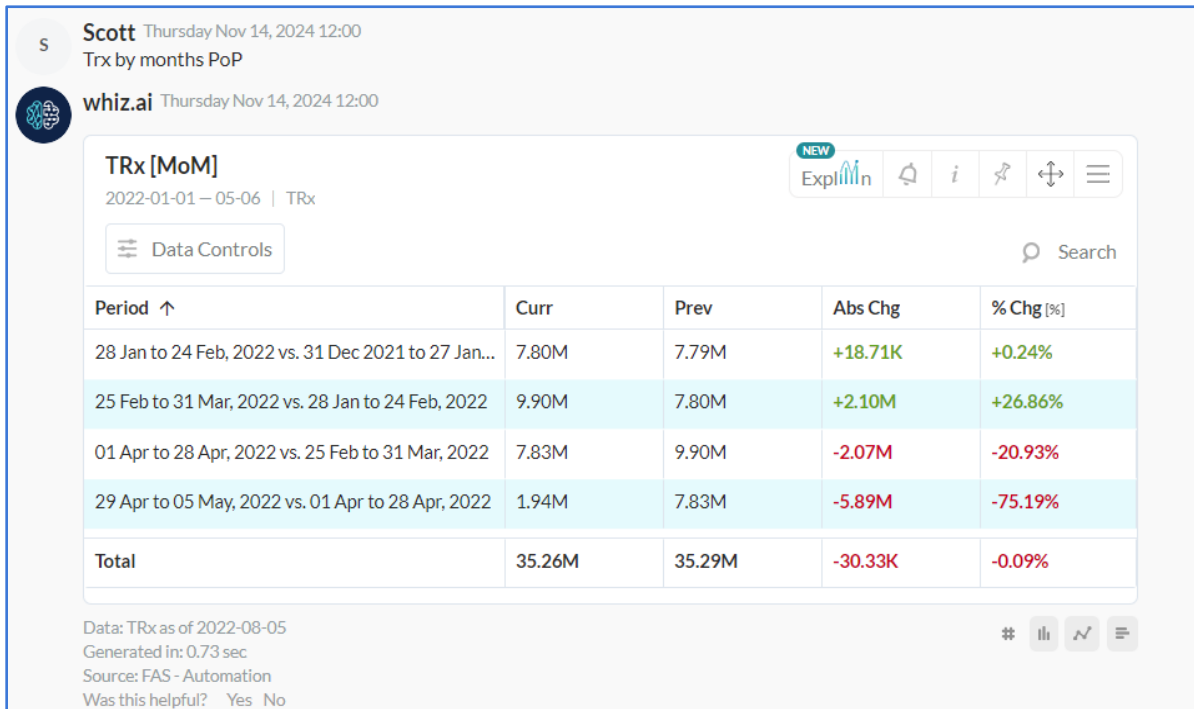 S
Scott Thursday Nov 14, 2024 12:00
Trx by months PoP
whiz.ai Thursday Nov 14, 2024 12:00
TRx [MoM]
NEW
Explain
i
2022-01-01 – 05-06 | TRx
Data Controls
Search
Period ↑ Curr Prev Abs Chg % Chg [%]
28 Jan to 24 Feb, 2022 vs. 31 Dec 2021 to 27 Jan... 7.80M 7.79M +18.71K +0.24%
25 Feb to 31 Mar, 2022 vs. 28 Jan to 24 Feb, 2022 9.90M 7.80M +2.10M +26.86%
01 Apr to 28 Apr, 2022 vs. 25 Feb to 31 Mar, 2022 7.83M 9.90M -2.07M -20.93%
29 Apr to 05 May, 2022 vs. 01 Apr to 28 Apr, 2022 1.94M 7.83M -5.89M -75.19%
Total 35.26M 35.29M -30.33K -0.09%
Data: TRx as of 2022-08-05
#
Generated in: 0.73 sec
Source: FAS - Automation
Was this helpful? Yes No